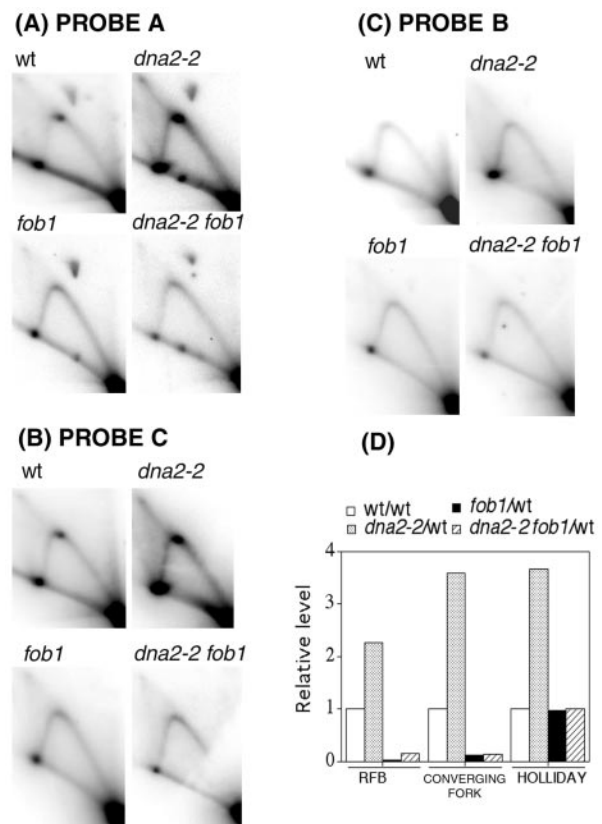 (A) PROBE A
wt
dna2-2
fob1
dna2-2 fob1
(B) PROBE C
wt
dna2-2
fob1
dna2-2 fob1
(C) PROBE B
wt
dna2-2
fob1
dna2-2 fob1
(D)
wt/wt
fob1/wt
dna2-2/wt
dna2-2 fob1/wt
Relative level
4
3
2
1
0
RFB
CONVERGING FORK
HOLLIDAY